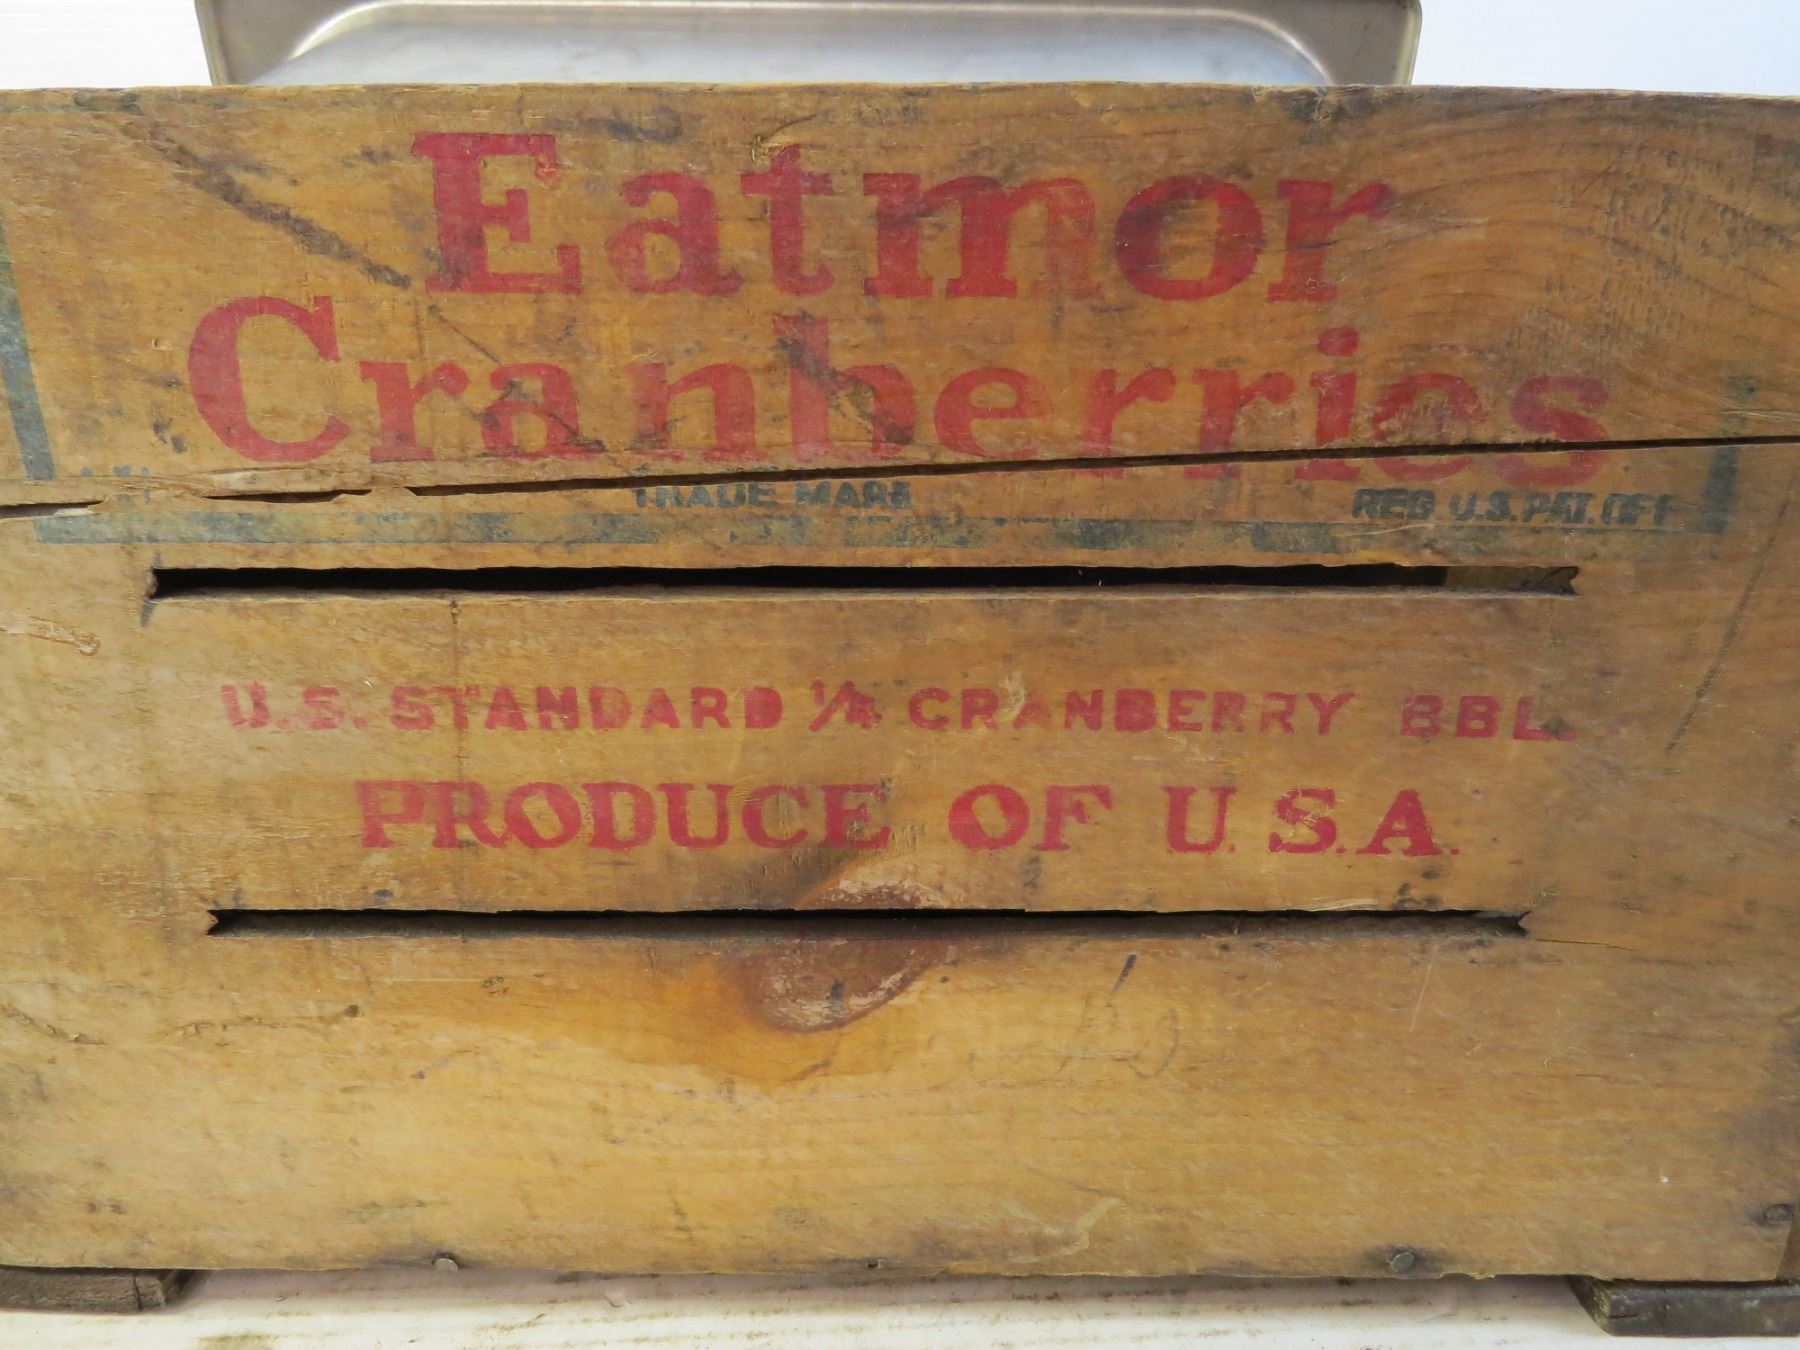 Eatmor
Cranberries
TRADE MARK REG U.S. PAT. OFF
U.S. STANDARD 1/4 CRANBERRY BBL.
PRODUCE OF U.S.A.